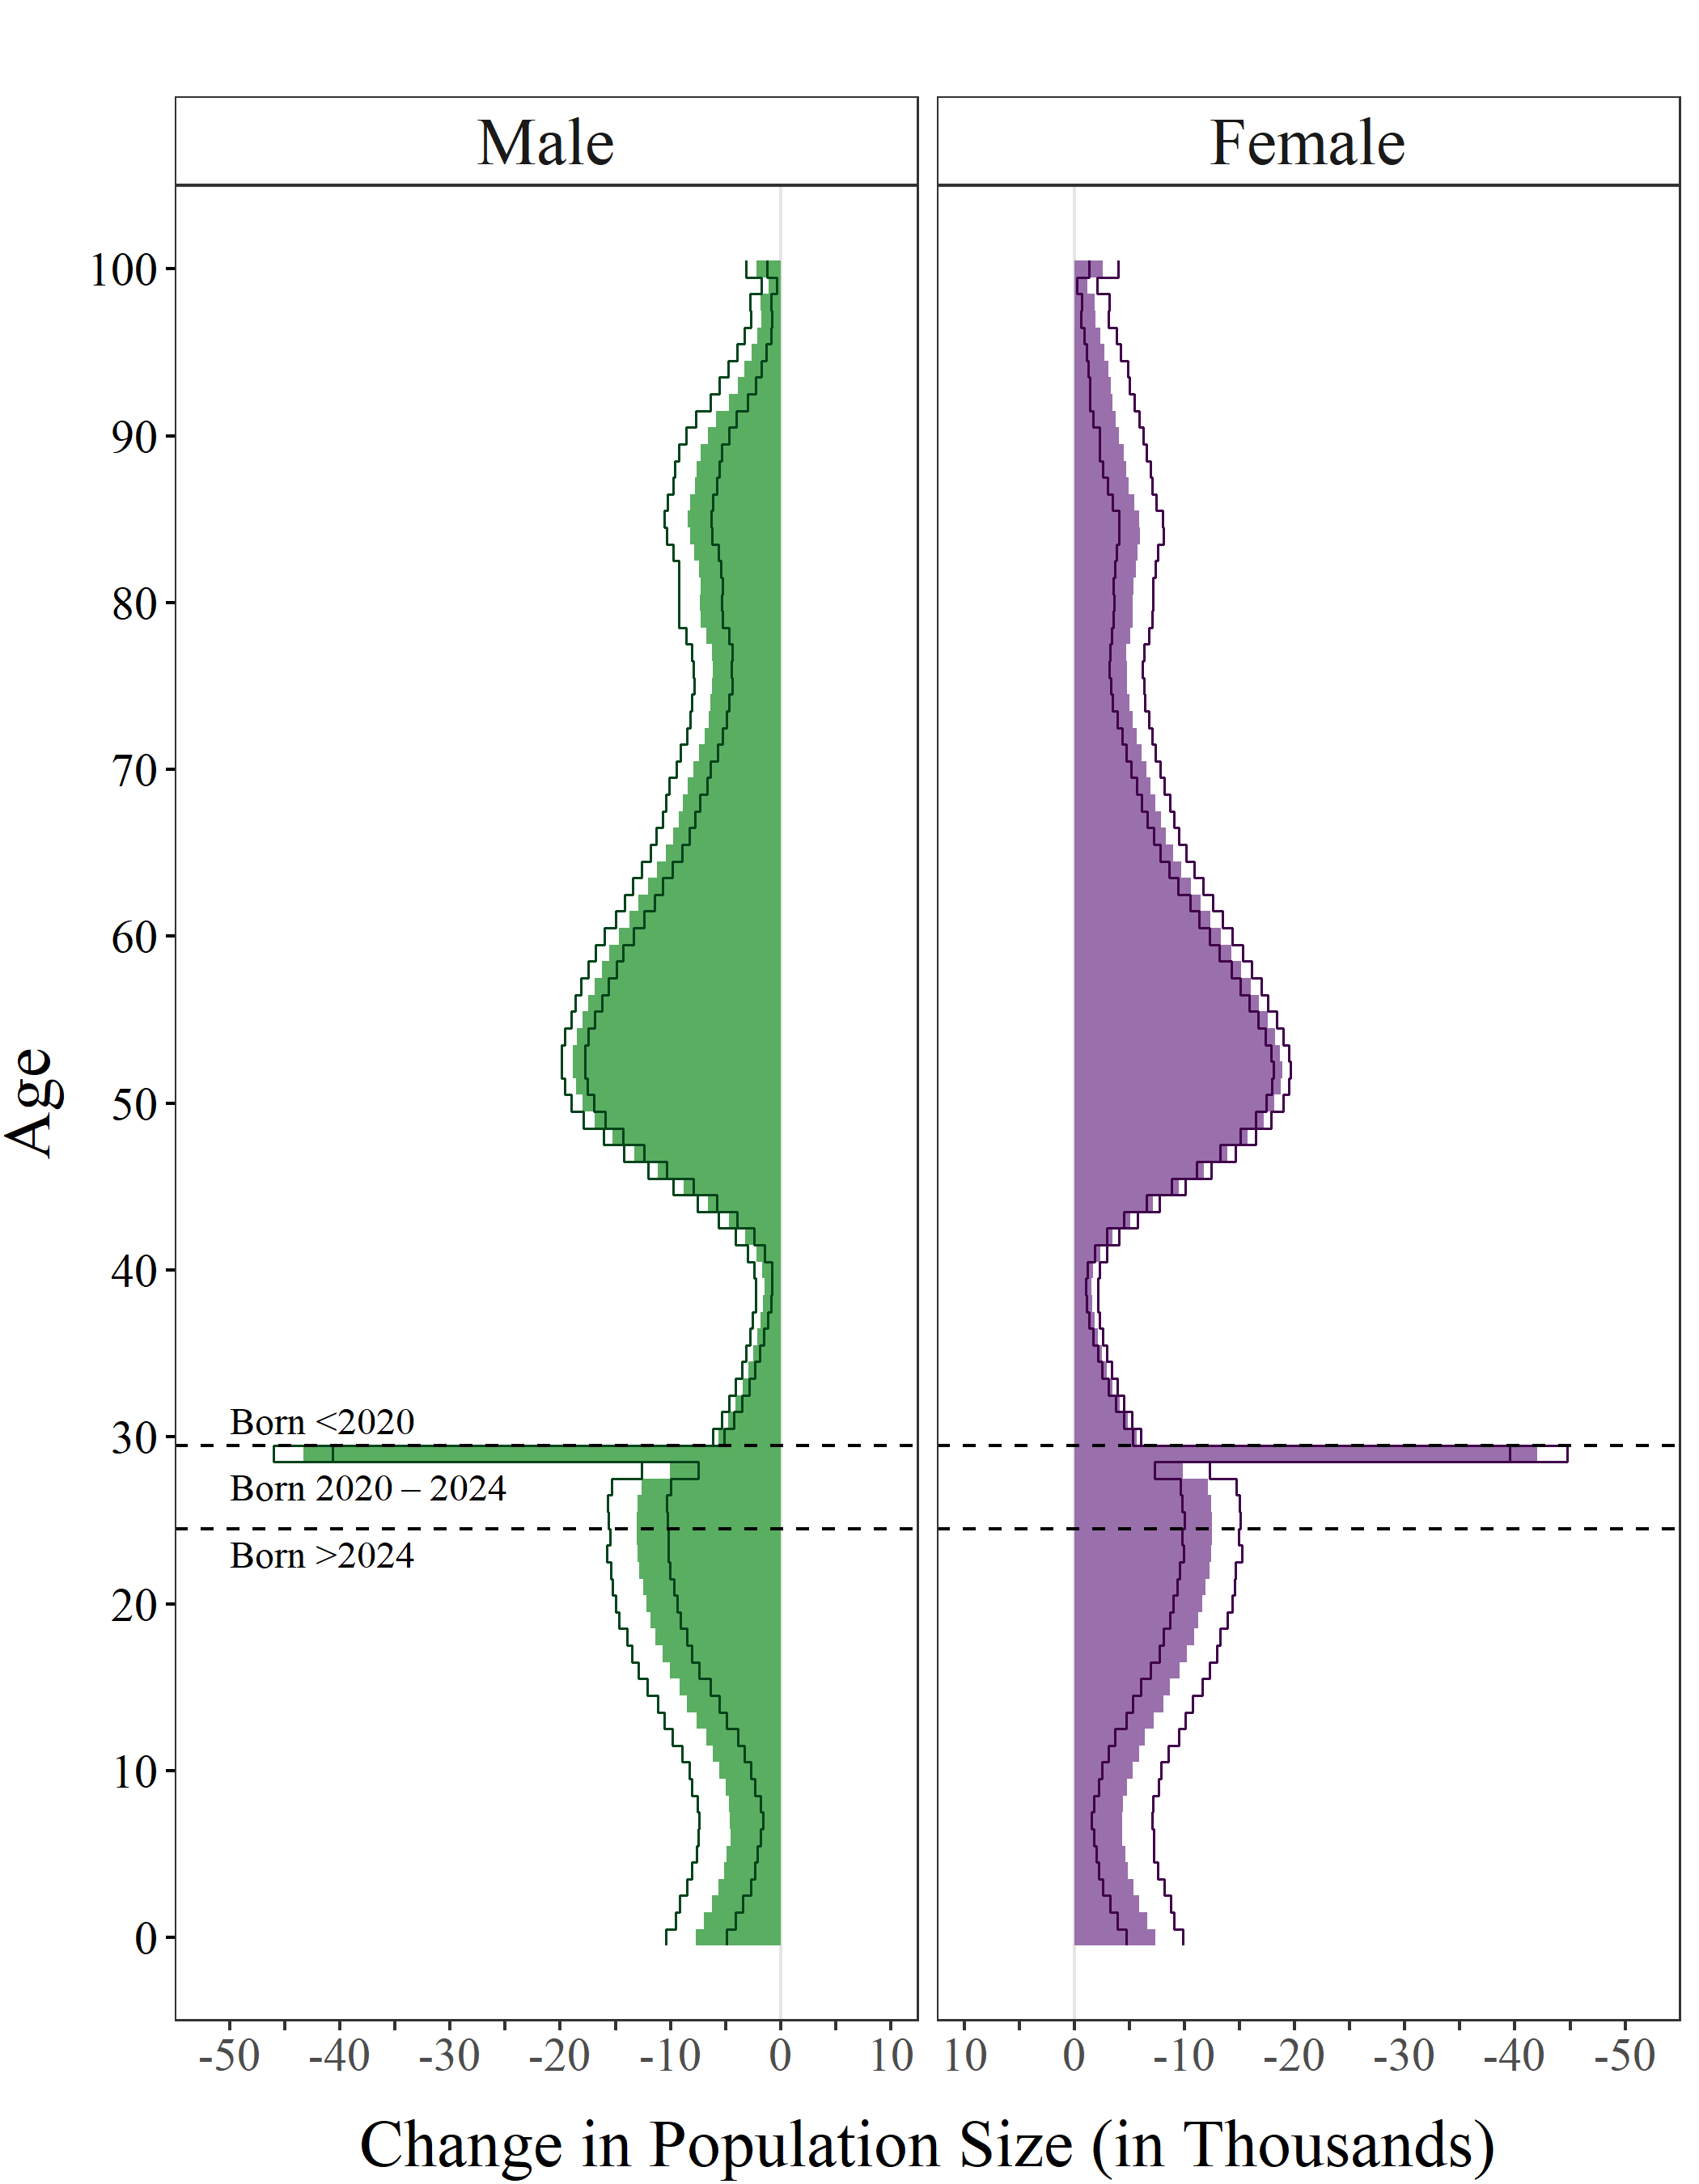 Male Female
100
90
80
70
60
50
40
30
20
10
0
Age
Born <2020
Born 2020 – 2024
Born >2024
-50 -40 -30 -20 -10 0 10 10 0 -10 -20 -30 -40 -50
Change in Population Size (in Thousands)